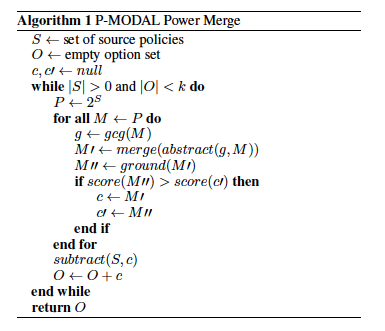 Algorithm 1 P-MODAL Power Merge
S ← set of source policies
O ← empty option set
c, c′ ← null
while |S| > 0 and |O| < k do
P ← 2^S
for all M ← P do
g ← gcg(M)
M′ ← merge(abstract(g, M))
M′′ ← ground(M′)
if score(M′′) > score(c′) then
c ← M′
c′ ← M′′
end if
end for
subtract(S, c)
O ← O + c
end while
return O